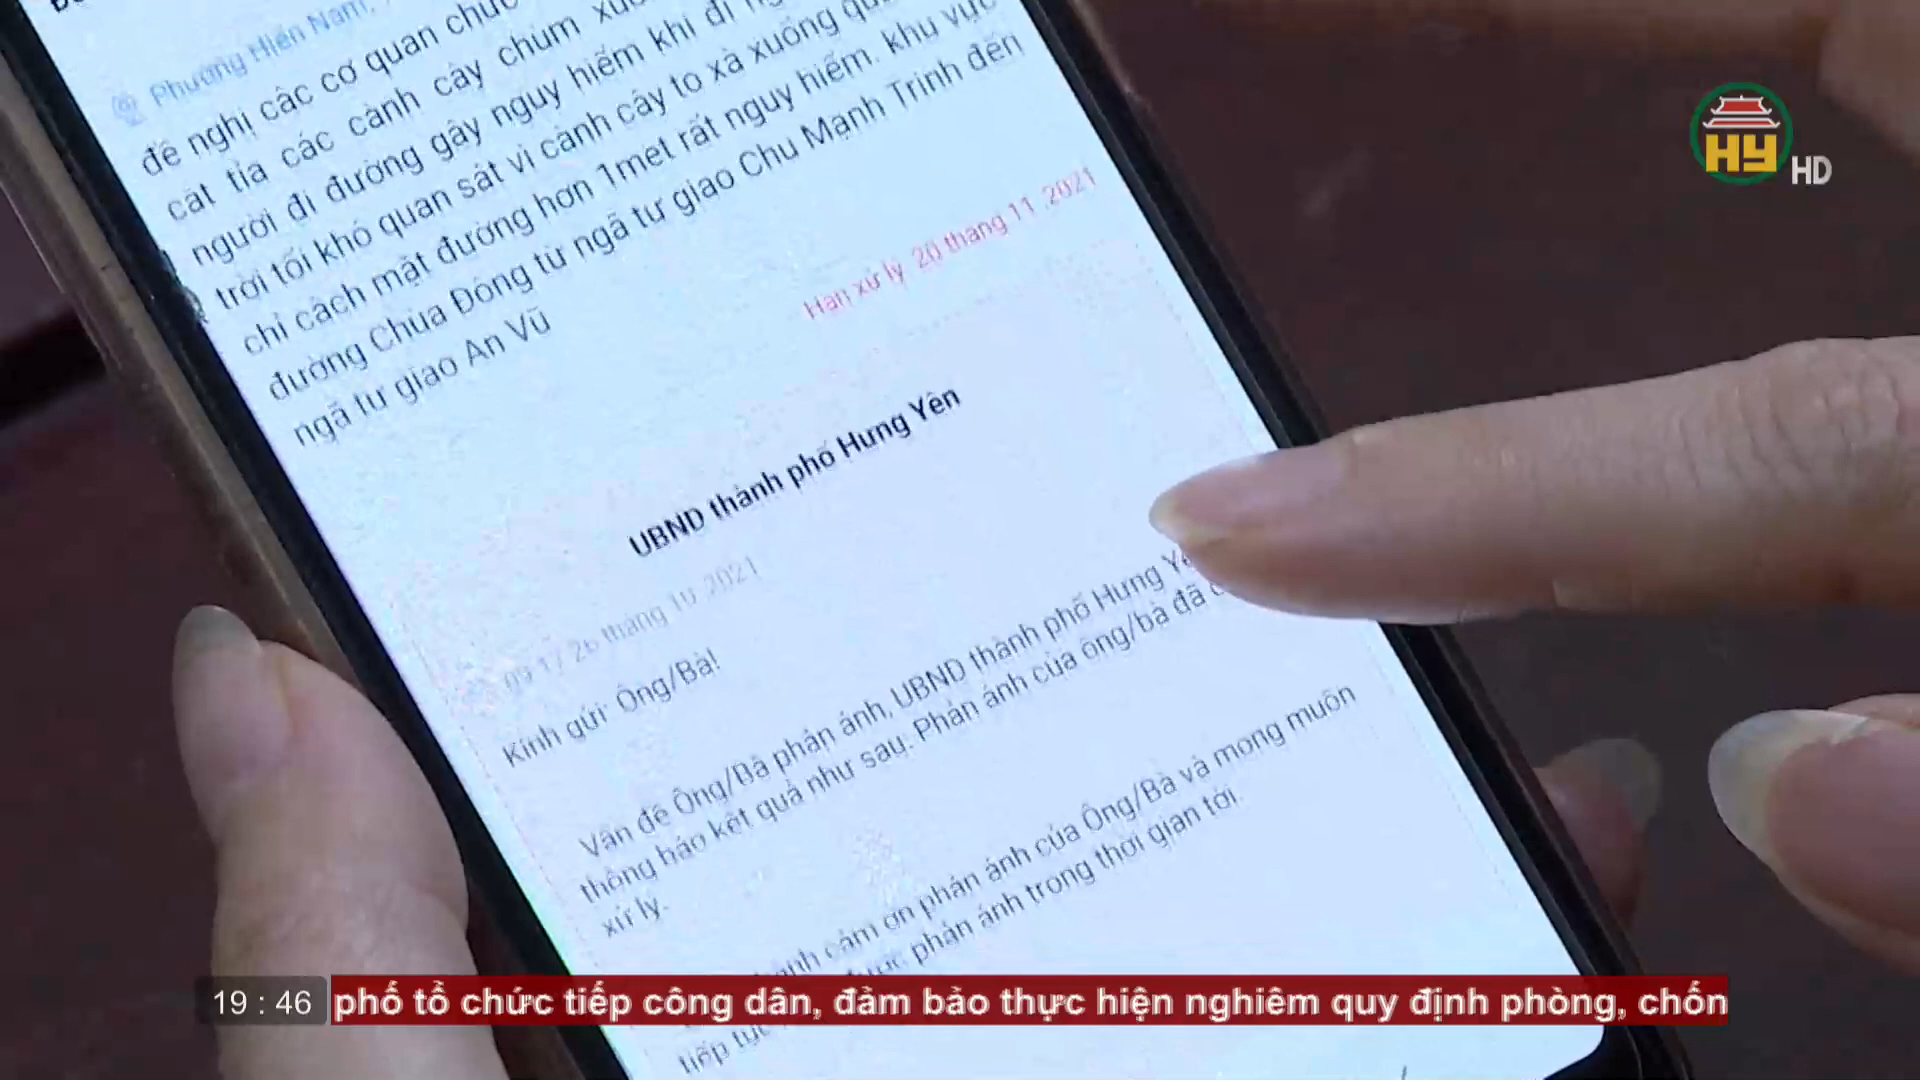 Phường Hiến Nam,
đề nghị các cơ quan chức
cắt tỉa các cành cây chùm
người đi đường gây nguy hiểm khi đi
trời tối khó quan sát vì cành cây to xà xuống
chỉ cách mặt đường hơn 1met rất nguy hiểm. khu vực
đường Chùa Đông từ ngã tư giao Chu Mạnh Trinh đến
ngã tư giao An Vũ
Hạn xử lý 20 tháng 11, 2021
UBND thành phố Hưng Yên
09:17 26 tháng 10, 2021
Kính gửi: Ông/Bà!
Vấn đề Ông/Bà phản ánh, UBND thành phố Hưng
thông báo kết quả như sau: Phản ánh của ông/bà đã
xử lý.
cảm ơn phản ánh của Ông/Bà và mong muốn
được phản ánh trong thời gian tới.
tiếp tục
HY HD
19 : 46 phố tổ chức tiếp công dân, đảm bảo thực hiện nghiêm quy định phòng, chốn